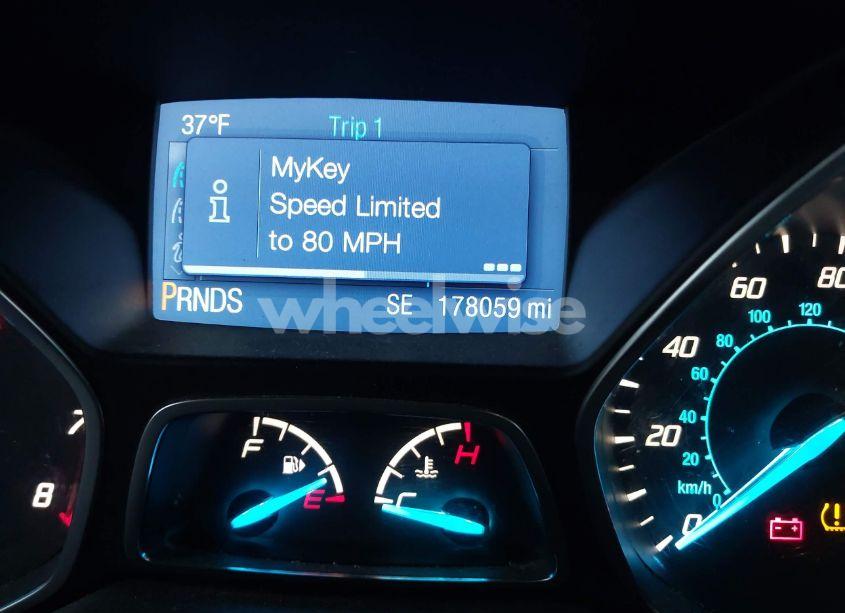 37°F Trip 1
MyKey
Speed Limited
to 80 MPH
PRNDS SE 178059 mi
wheelwise
F E
C H
7
8
0 20 40 60 80
0 20 40 60 80 100 120
km/h